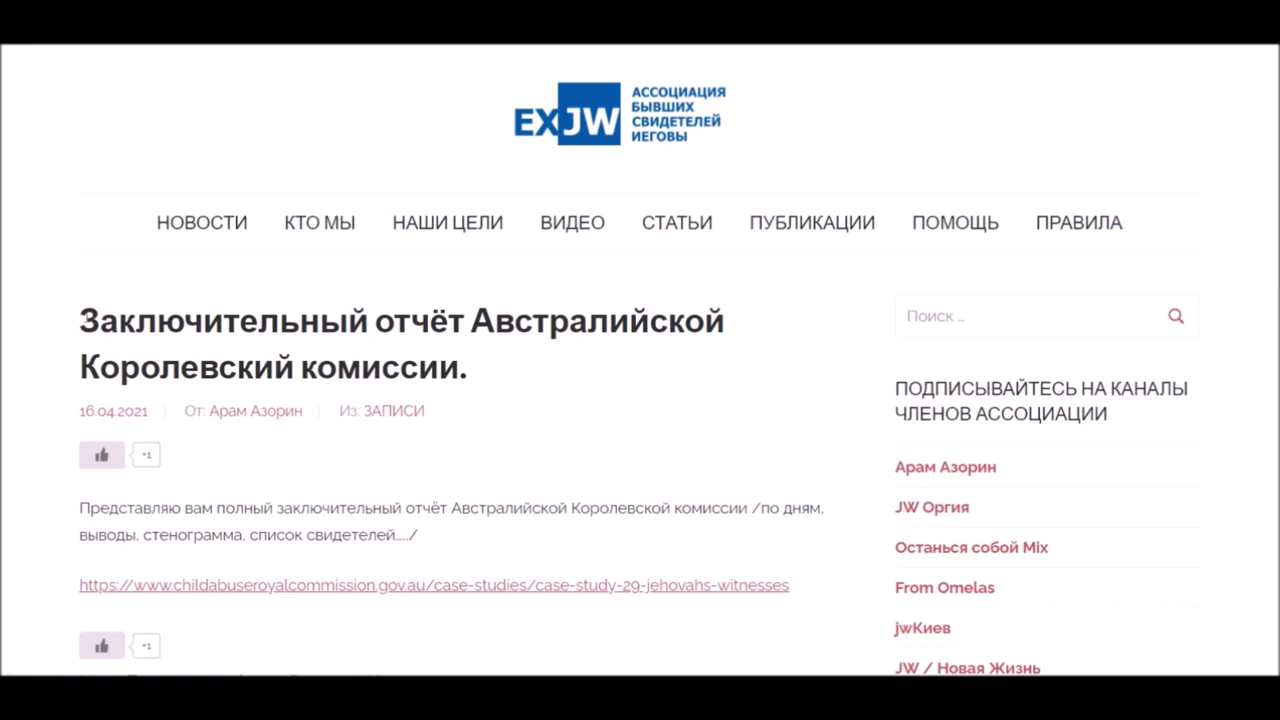 EXJW
АССОЦИАЦИЯ
БЫВШИХ
СВИДЕТЕЛЕЙ
ИЕГОВЫ
НОВОСТИ КТО МЫ НАШИ ЦЕЛИ ВИДЕО СТАТЬИ ПУБЛИКАЦИИ ПОМОЩЬ ПРАВИЛА
Заключительный отчёт Австралийской
Королевский комиссии.
16.04.2021 От: Арам Азорин Из: ЗАПИСИ
+1
Представляю вам полный заключительный отчёт Австралийской Королевской комиссии /по дням,
выводы, стенограмма, список свидетелей...../
https://www.childabuseroyalcommission.gov.au/case-studies/case-study-29-jehovahs-witnesses
+1
Поиск ...
ПОДПИСЫВАЙТЕСЬ НА КАНАЛЫ
ЧЛЕНОВ АССОЦИАЦИИ
Арам Азорин
JW Оргия
Останься собой Mix
From Omelas
jwКиев
JW / Новая Жизнь